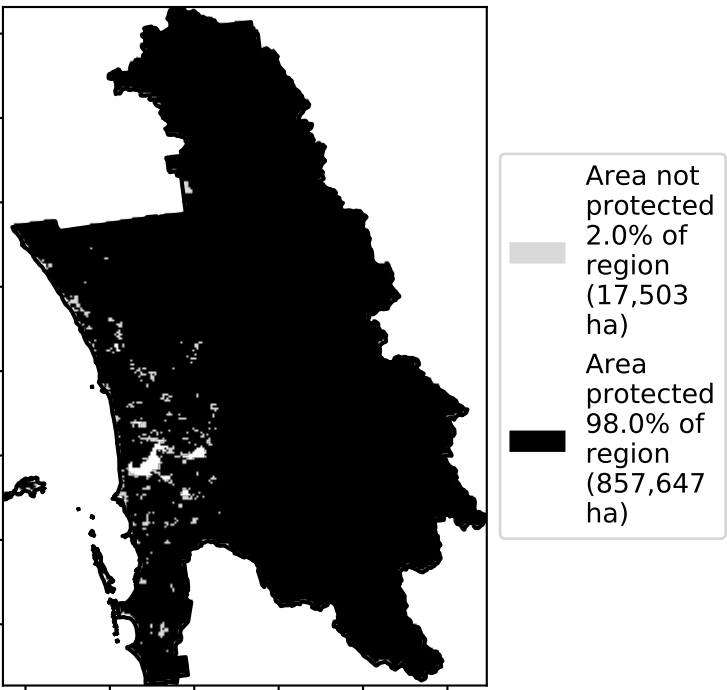 Area not
protected
2.0% of
region
(17,503
ha)
Area
protected
98.0% of
region
(857,647
ha)